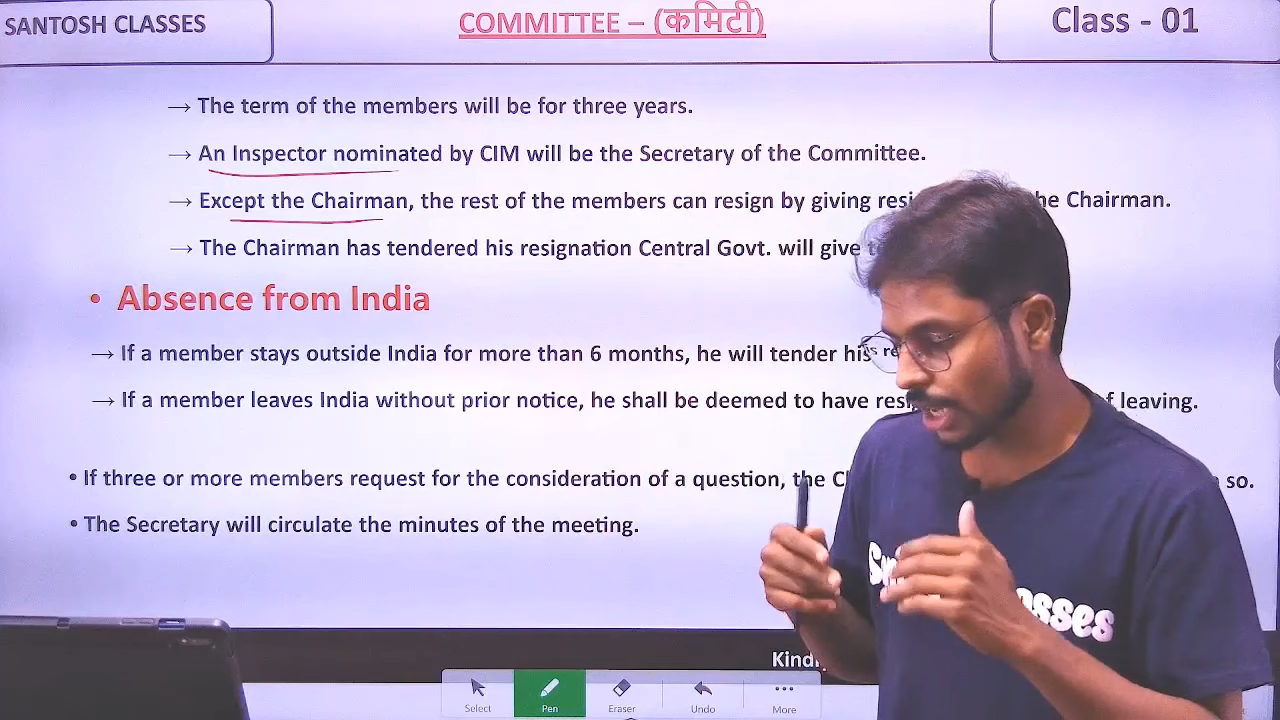 SANTOSH CLASSES
COMMITTEE – (कमिटी)
Class - 01
→ The term of the members will be for three years.
→ An Inspector nominated by CIM will be the Secretary of the Committee.
→ Except the Chairman, the rest of the members can resign by giving he Chairman.
→ The Chairman has tendered his resignation Central Govt. will give
• Absence from India
→ If a member stays outside India for more than 6 months, he will tender his
→ If a member leaves India without prior notice, he shall be deemed to have leaving.
• If three or more members request for the consideration of a question, the so.
• The Secretary will circulate the minutes of the meeting.
Select
Pen
Eraser
Undo
More